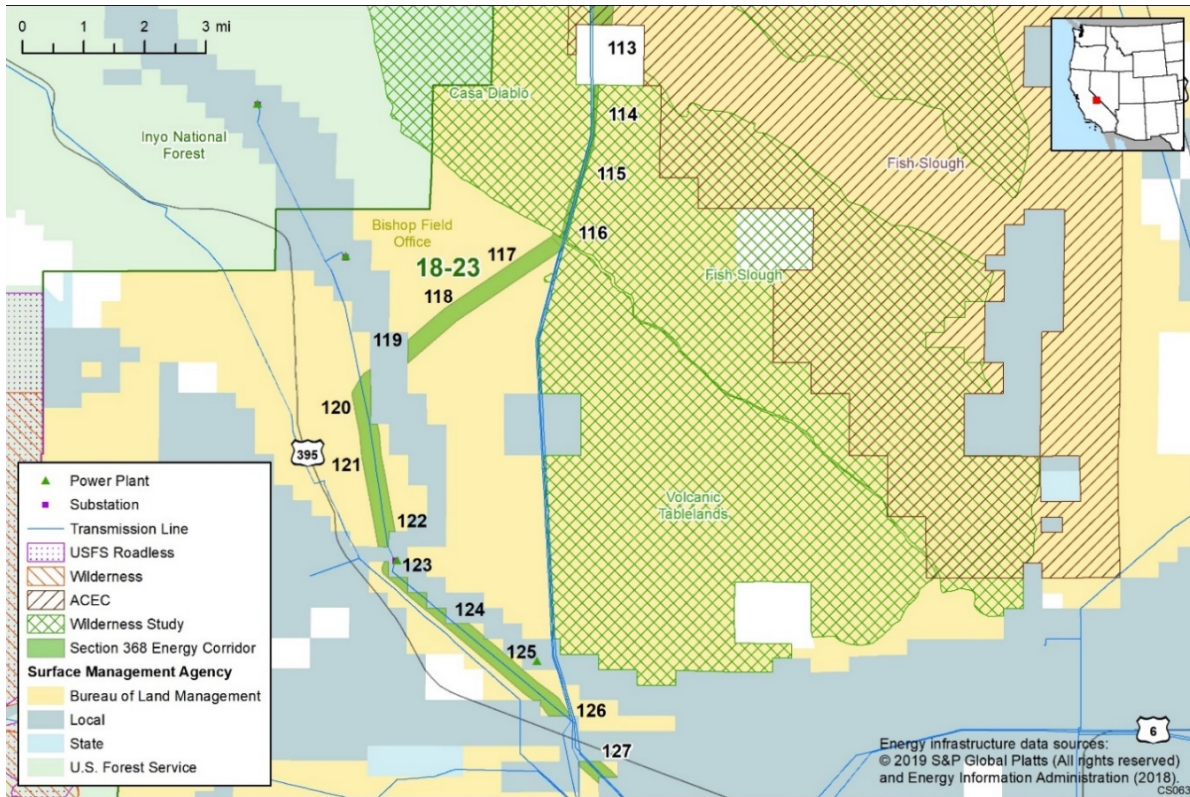 0 1 2 3 mi
113
Casa Diablo
114
Inyo National
Forest
Fish Slough
115
Bishop Field
Office
116
117
18-23
Fish Slough
118
119
120
395
121
Volcanic
Tablelands
122
123
124
125
126
127
6
Power Plant
Substation
Transmission Line
USFS Roadless
Wilderness
ACEC
Wilderness Study
Section 368 Energy Corridor
Surface Management Agency
Bureau of Land Management
Local
State
U.S. Forest Service
Energy infrastructure data sources:
© 2019 S&P Global Platts (All rights reserved)
and Energy Information Administration (2018).
CS063